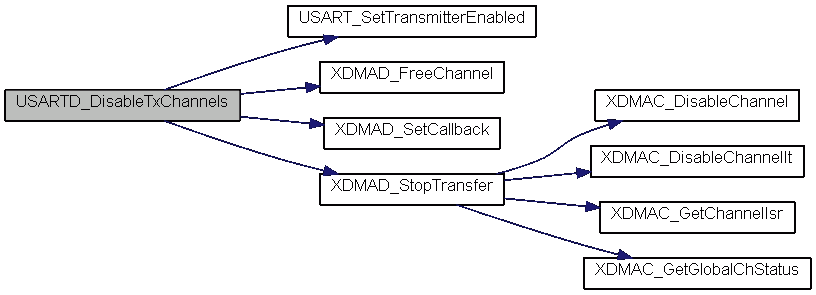 USART_SetTransmitterEnabled
XDMAD_FreeChannel
USARTD_DisableTxChannels
XDMAC_DisableChannel
XDMAD_SetCallback
XDMAC_DisableChannelIt
XDMAD_StopTransfer
XDMAC_GetChannelIsr
XDMAC_GetGlobalChStatus